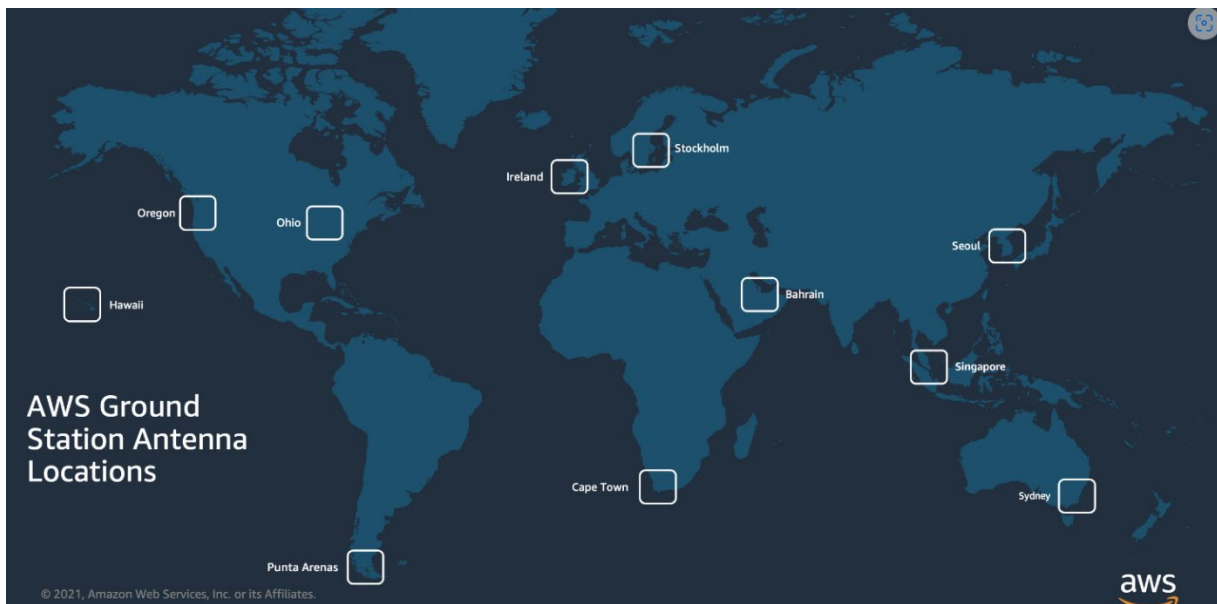 Stockholm
Ireland
Oregon
Ohio
Seoul
Bahrain
Hawaii
Singapore
AWS Ground
Station Antenna
Locations
Cape Town
Sydney
Punta Arenas
© 2021, Amazon Web Services, Inc. or its Affiliates.
aws